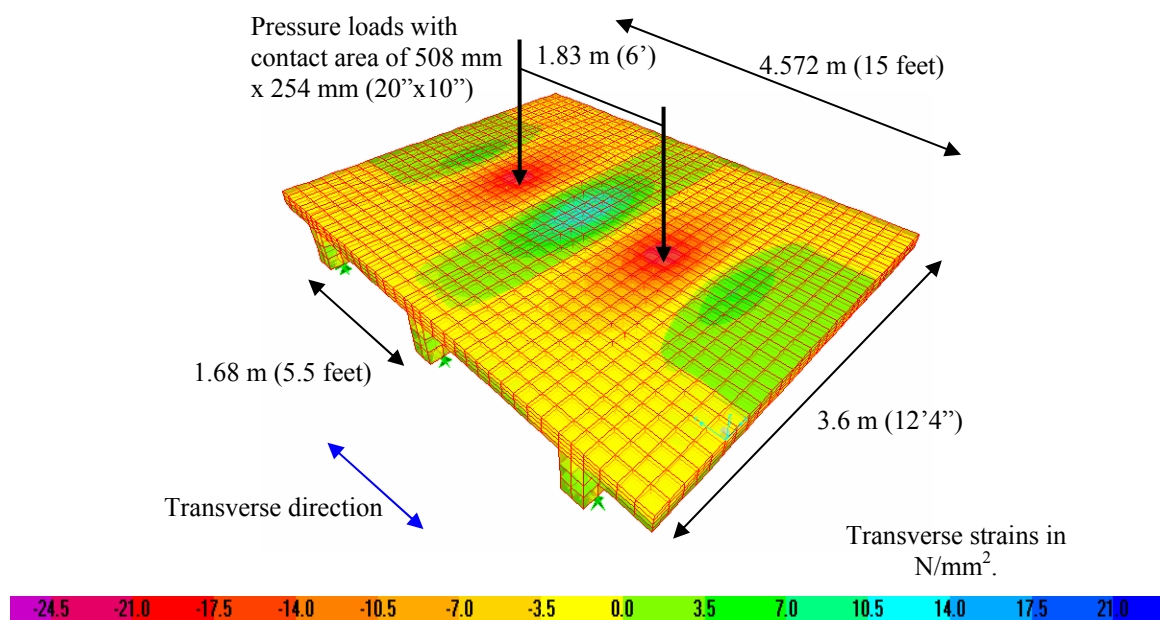 Pressure loads with
contact area of 508 mm
x 254 mm (20”x10”)
1.83 m (6’)
4.572 m (15 feet)
1.68 m (5.5 feet)
3.6 m (12’4”)
Transverse direction
Transverse strains in
N/mm².
-24.5 -21.0 -17.5 -14.0 -10.5 -7.0 -3.5 0.0 3.5 7.0 10.5 14.0 17.5 21.0